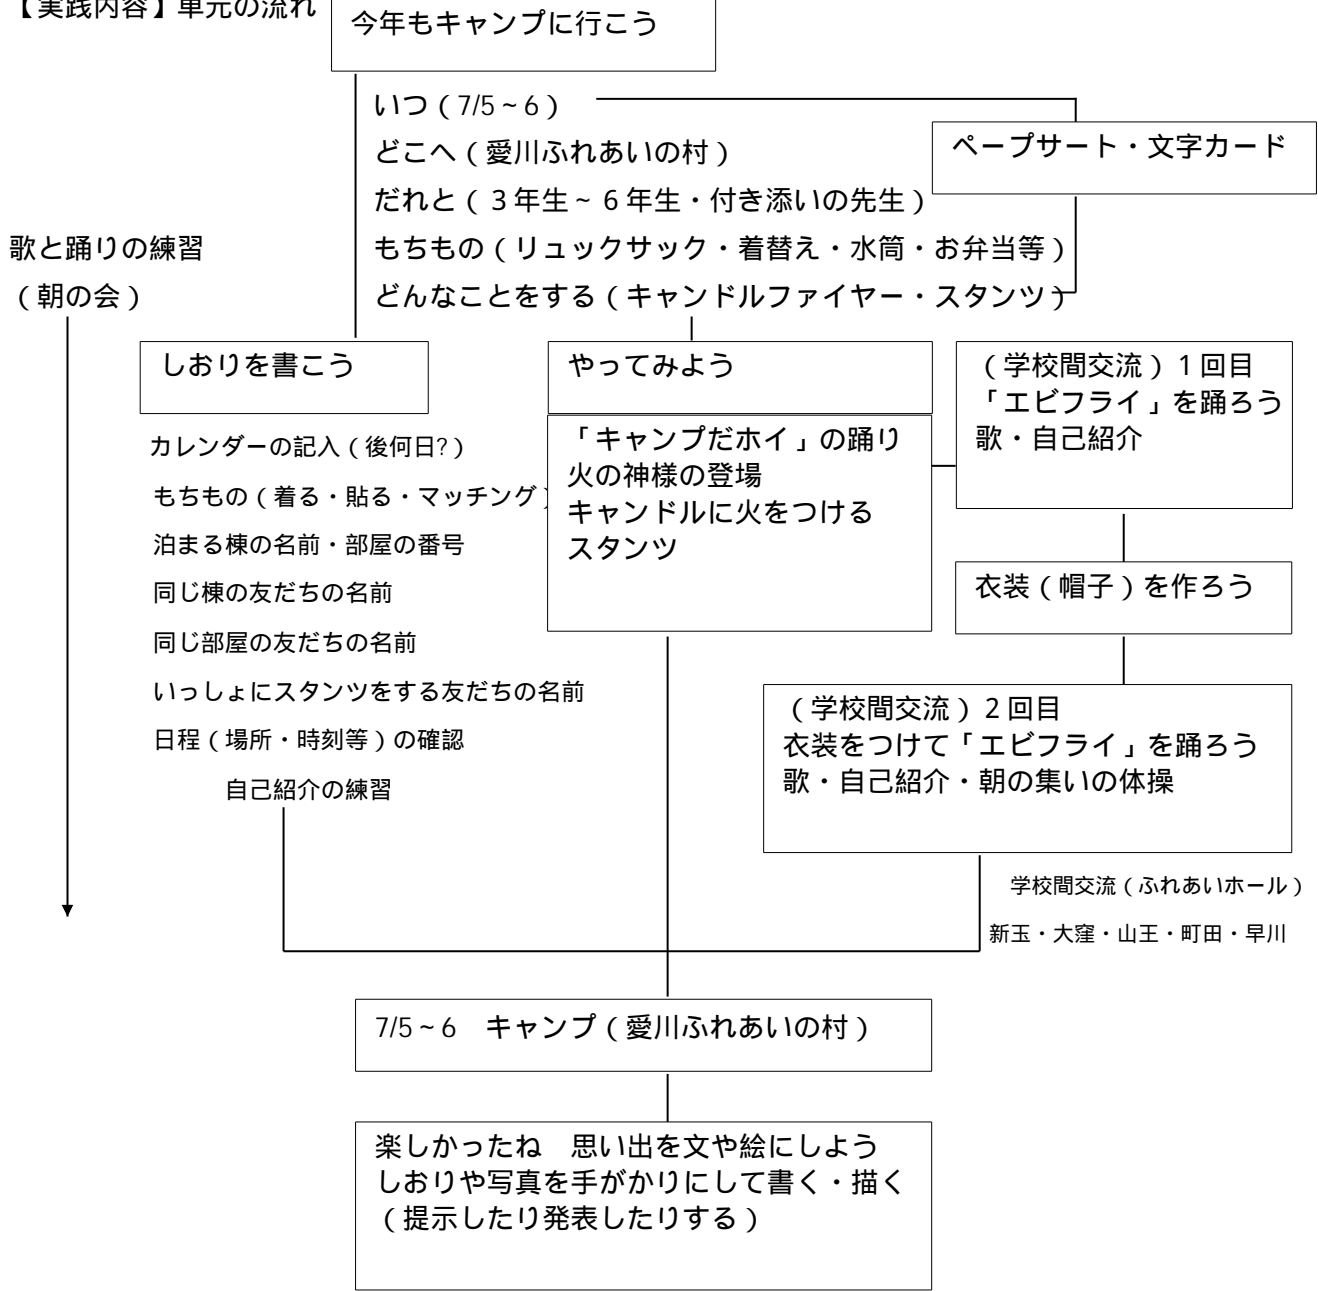 【実践内容】単元の流れ
今年もキャンプに行こう
いつ（7/5～6）
どこへ（愛川ふれあいの村）
だれと（３年生～６年生・付き添いの先生）
もちもの（リュックサック・着替え・水筒・お弁当等）
どんなことをする（キャンドルファイヤー・スタンツ）
ペープサート・文字カード
歌と踊りの練習
（朝の会）
しおりを書こう
カレンダーの記入（後何日?）
もちもの（着る・貼る・マッチング）
泊まる棟の名前・部屋の番号
同じ棟の友だちの名前
同じ部屋の友だちの名前
いっしょにスタンツをする友だちの名前
日程（場所・時刻等）の確認
自己紹介の練習
やってみよう
「キャンプだホイ」の踊り
火の神様の登場
キャンドルに火をつける
スタンツ
（学校間交流）１回目
「エビフライ」を踊ろう
歌・自己紹介
衣装（帽子）を作ろう
（学校間交流）２回目
衣装をつけて「エビフライ」を踊ろう
歌・自己紹介・朝の集いの体操
学校間交流（ふれあいホール）
新玉・大窪・山王・町田・早川
7/5～6　キャンプ（愛川ふれあいの村）
楽しかったね　思い出を文や絵にしよう
しおりや写真を手がかりにして書く・描く
（提示したり発表したりする）